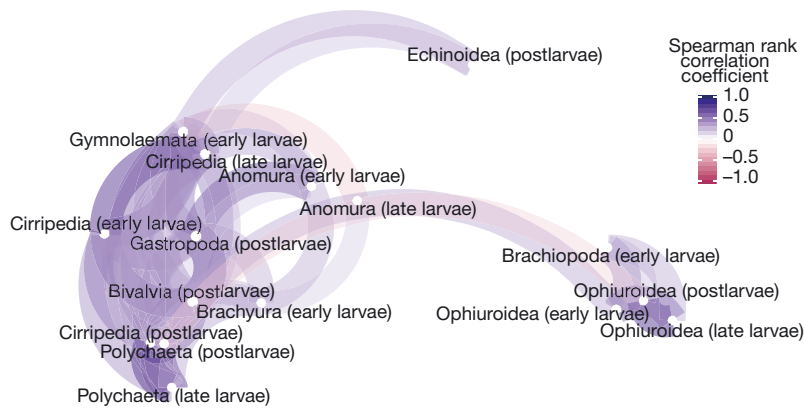 Echinoidea (postlarvae)
Spearman rank
correlation
coefficient
1.0
0.5
0
−0.5
−1.0
Gymnolaemata (early larvae)
Cirripedia (late larvae)
Anomura (early larvae)
Anomura (late larvae)
Cirripedia (early larvae)
Gastropoda (postlarvae)
Brachiopoda (early larvae)
Bivalvia (postlarvae)
Ophiuroidea (postlarvae)
Brachyura (early larvae)
Ophiuroidea (early larvae)
Ophiuroidea (late larvae)
Cirripedia (postlarvae)
Polychaeta (postlarvae)
Polychaeta (late larvae)